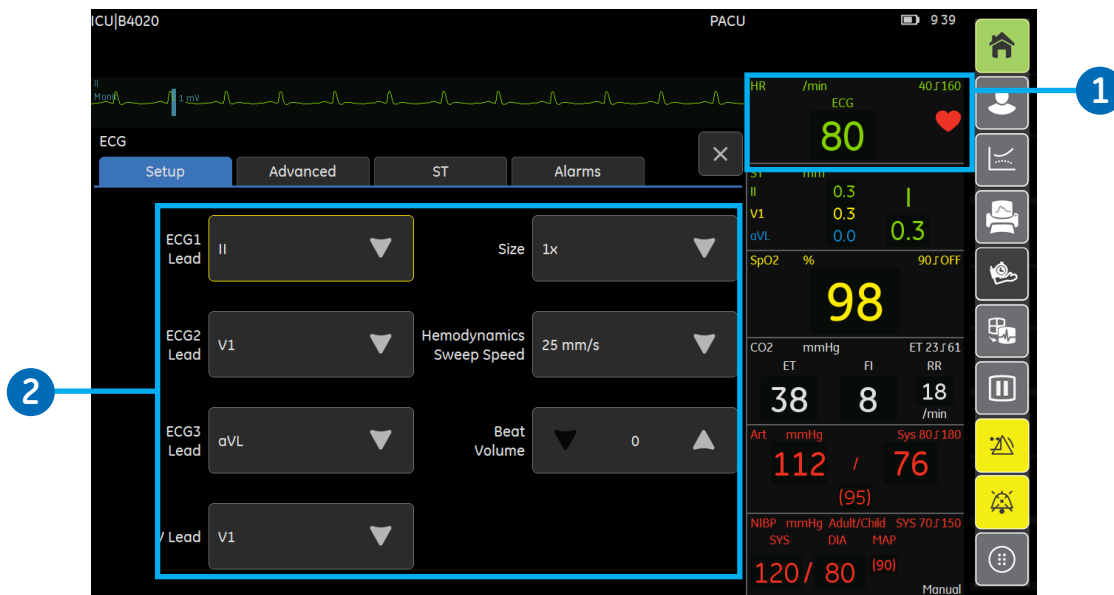 ICU|B4020 PACU 9 39
II
Moni 1 mV
ECG
Setup Advanced ST Alarms
ECG1 Lead II
Size 1x
ECG2 Lead V1
Hemodynamics Sweep Speed 25 mm/s
ECG3 Lead aVL
Beat Volume 0
V Lead V1
HR /min 40 160
ECG
80
1
ST mm
II 0.3
V1 0.3
aVL 0.0
I 0.3
SpO2 % 90 OFF
98
CO2 mmHg ET 23 61
ET FI RR
38 8 18
/min
Art mmHg Sys 80 180
112 / 76
(95)
NIBP mmHg Adult/Child SYS 70 150
SYS DIA MAP
120 / 80 (90)
Manual
2